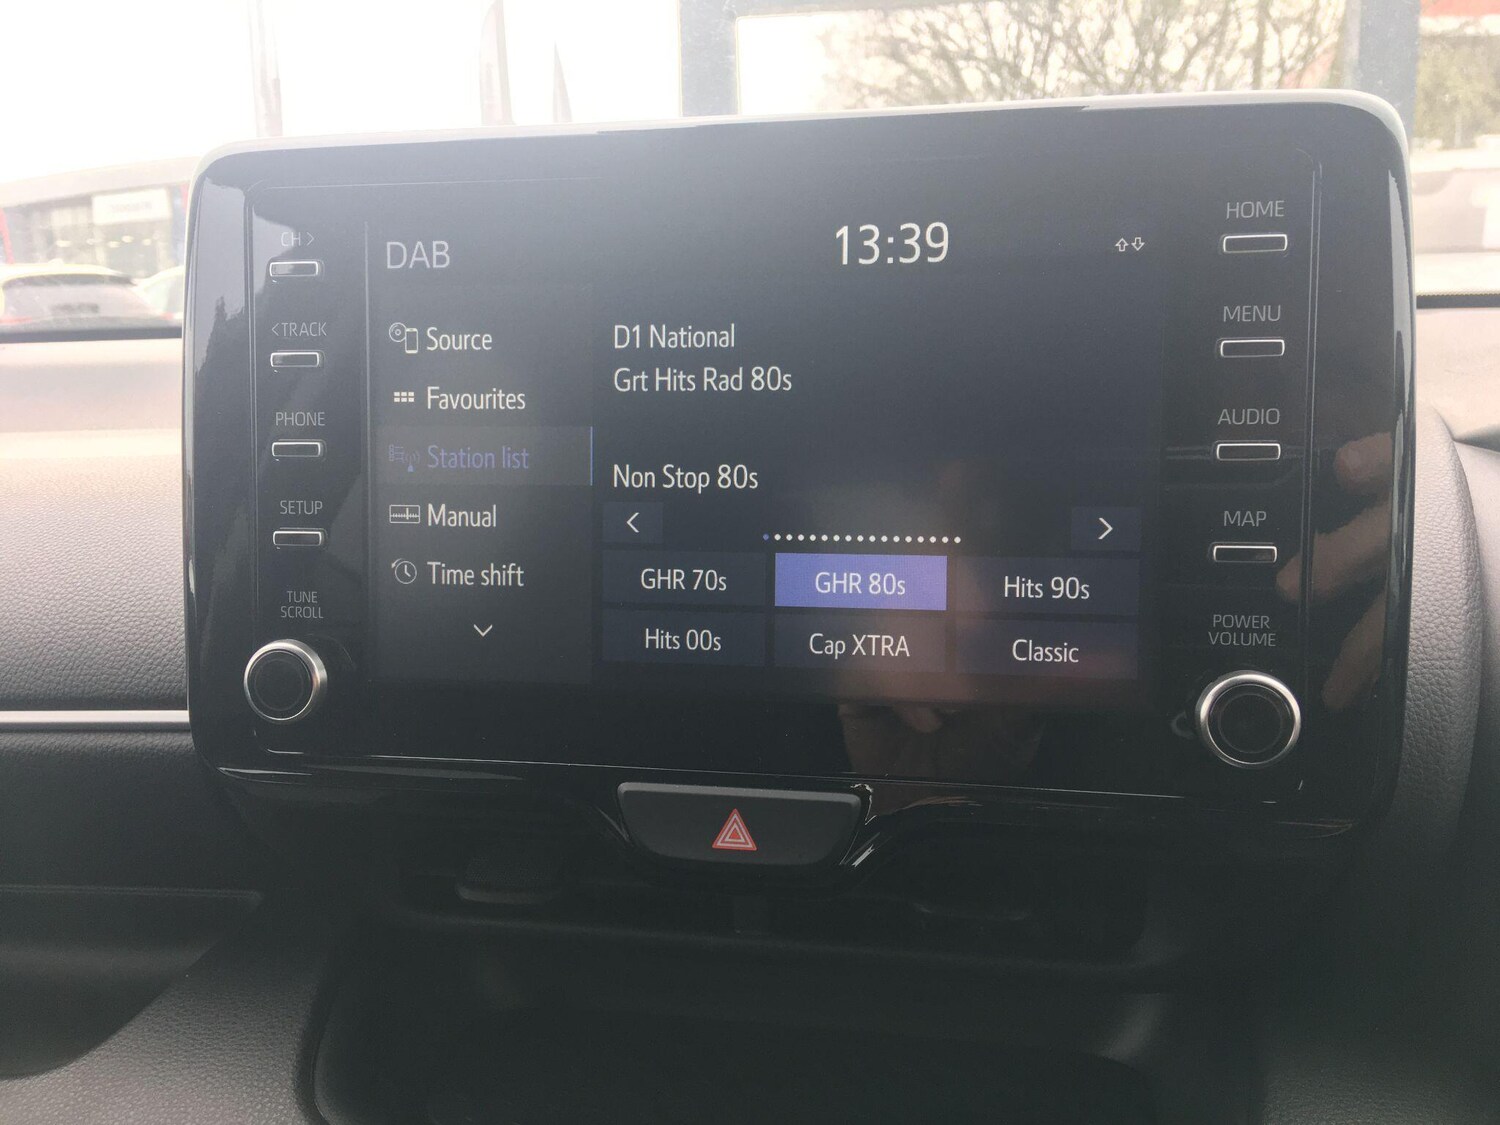 CH >
< TRACK
PHONE
SETUP
TUNE
SCROLL
DAB
13:39
Source
Favourites
Station list
Manual
Time shift
D1 National
Grt Hits Rad 80s
Non Stop 80s
GHR 70s
GHR 80s
Hits 90s
Hits 00s
Cap XTRA
Classic
HOME
MENU
AUDIO
MAP
POWER
VOLUME